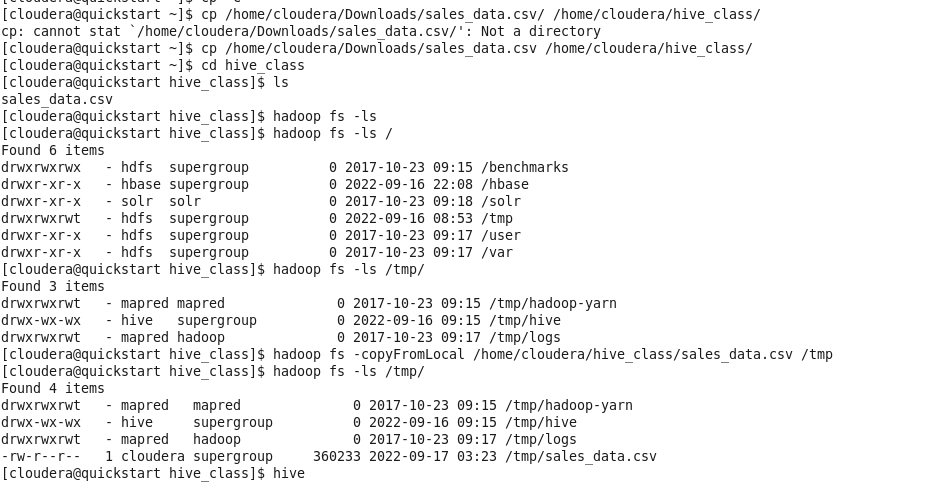 [cloudera@quickstart ~]$ cp /home/cloudera/Downloads/sales_data.csv/ /home/cloudera/hive_class/
cp: cannot stat `/home/cloudera/Downloads/sales_data.csv/': Not a directory
[cloudera@quickstart ~]$ cp /home/cloudera/Downloads/sales_data.csv /home/cloudera/hive_class/
[cloudera@quickstart ~]$ cd hive_class
[cloudera@quickstart hive_class]$ ls
sales_data.csv
[cloudera@quickstart hive_class]$ hadoop fs -ls
[cloudera@quickstart hive_class]$ hadoop fs -ls /
Found 6 items
drwxrwxrwx   - hdfs  supergroup          0 2017-10-23 09:15 /benchmarks
drwxr-xr-x   - hbase supergroup          0 2022-09-16 22:08 /hbase
drwxr-xr-x   - solr  solr                0 2017-10-23 09:18 /solr
drwxrwxrwt   - hdfs  supergroup          0 2022-09-16 08:53 /tmp
drwxr-xr-x   - hdfs  supergroup          0 2017-10-23 09:17 /user
drwxr-xr-x   - hdfs  supergroup          0 2017-10-23 09:17 /var
[cloudera@quickstart hive_class]$ hadoop fs -ls /tmp/
Found 3 items
drwxrwxrwt   - mapred mapred              0 2017-10-23 09:15 /tmp/hadoop-yarn
drwx-wx-wx   - hive   supergroup          0 2022-09-16 09:15 /tmp/hive
drwxrwxrwt   - mapred hadoop              0 2017-10-23 09:17 /tmp/logs
[cloudera@quickstart hive_class]$ hadoop fs -copyFromLocal /home/cloudera/hive_class/sales_data.csv /tmp
[cloudera@quickstart hive_class]$ hadoop fs -ls /tmp/
Found 4 items
drwxrwxrwt   - mapred   mapred              0 2017-10-23 09:15 /tmp/hadoop-yarn
drwx-wx-wx   - hive     supergroup          0 2022-09-16 09:15 /tmp/hive
drwxrwxrwt   - mapred   hadoop              0 2017-10-23 09:17 /tmp/logs
-rw-r--r--   1 cloudera supergroup     360233 2022-09-17 03:23 /tmp/sales_data.csv
[cloudera@quickstart hive_class]$ hive